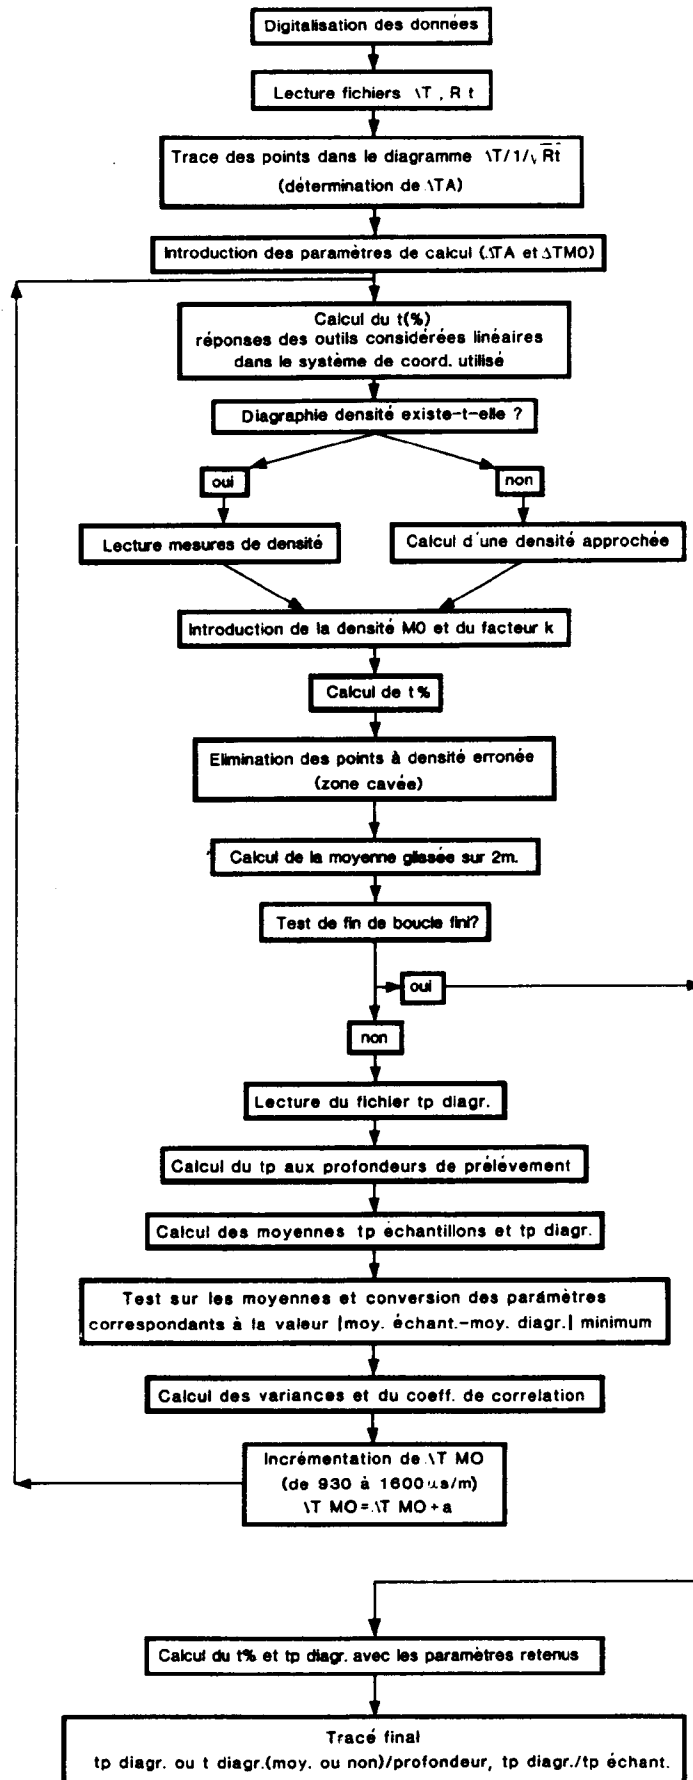 Digitalisation des données
Lecture fichiers ΔT , R t
Trace des points dans le diagramme ΔT/1/√Rt
(détermination de ΔTA)
Introduction des paramètres de calcul (ΔTA et ΔTMO)
Calcul du t(%)
réponses des outils considérées linéaires
dans le système de coord. utilisé
Diagraphie densité existe-t-elle ?
oui
non
Lecture mesures de densité
Calcul d'une densité approchée
Introduction de la densité MO et du facteur k
Calcul de t%
Elimination des points à densité erronée
(zone cavée)
Calcul de la moyenne glissée sur 2m.
Test de fin de boucle fini?
oui
non
Lecture du fichier tp diagr.
Calcul du tp aux profondeurs de prélévement
Calcul des moyennes tp échantillons et tp diagr.
Test sur les moyennes et conversion des parámètres
correspondants à la valeur |moy. échant.-moy. diagr.| minimum
Calcul des variances et du coeff. de correlation
Incrémentation de ΔT MO
(de 930 à 1600 µs/m)
ΔT MO=ΔT MO+a
Calcul du t% et tp diagr. avec les paramètres retenus
Tracé final
tp diagr. ou t diagr.(moy. ou non)/profondeur, tp diagr./tp échant.